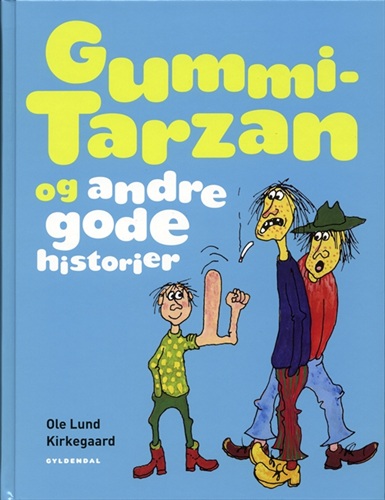 Gummi-
Tarzan
og andre
gode
historier
Ole Lund
Kirkegaard
GYLDENDAL